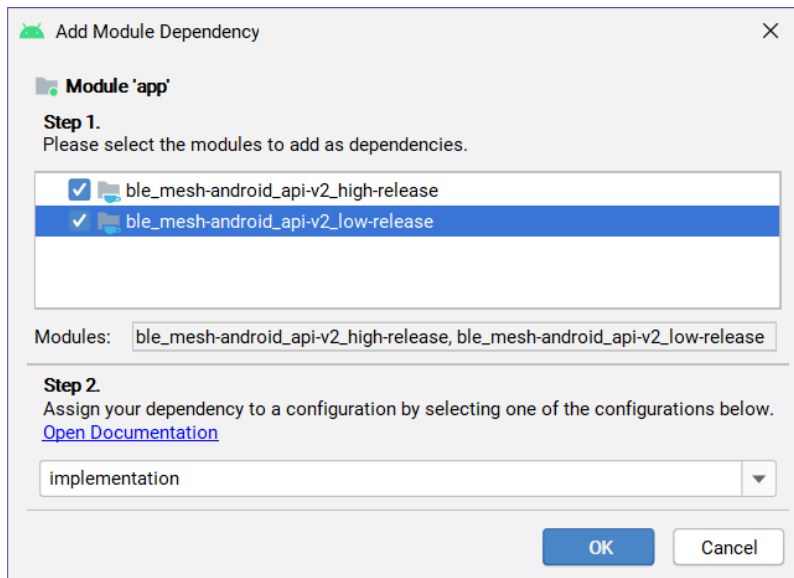 Add Module Dependency
Module 'app'
Step 1.
Please select the modules to add as dependencies.
ble_mesh-android_api-v2_high-release
ble_mesh-android_api-v2_low-release
Modules: ble_mesh-android_api-v2_high-release, ble_mesh-android_api-v2_low-release
Step 2.
Assign your dependency to a configuration by selecting one of the configurations below.
Open Documentation
implementation
OK Cancel